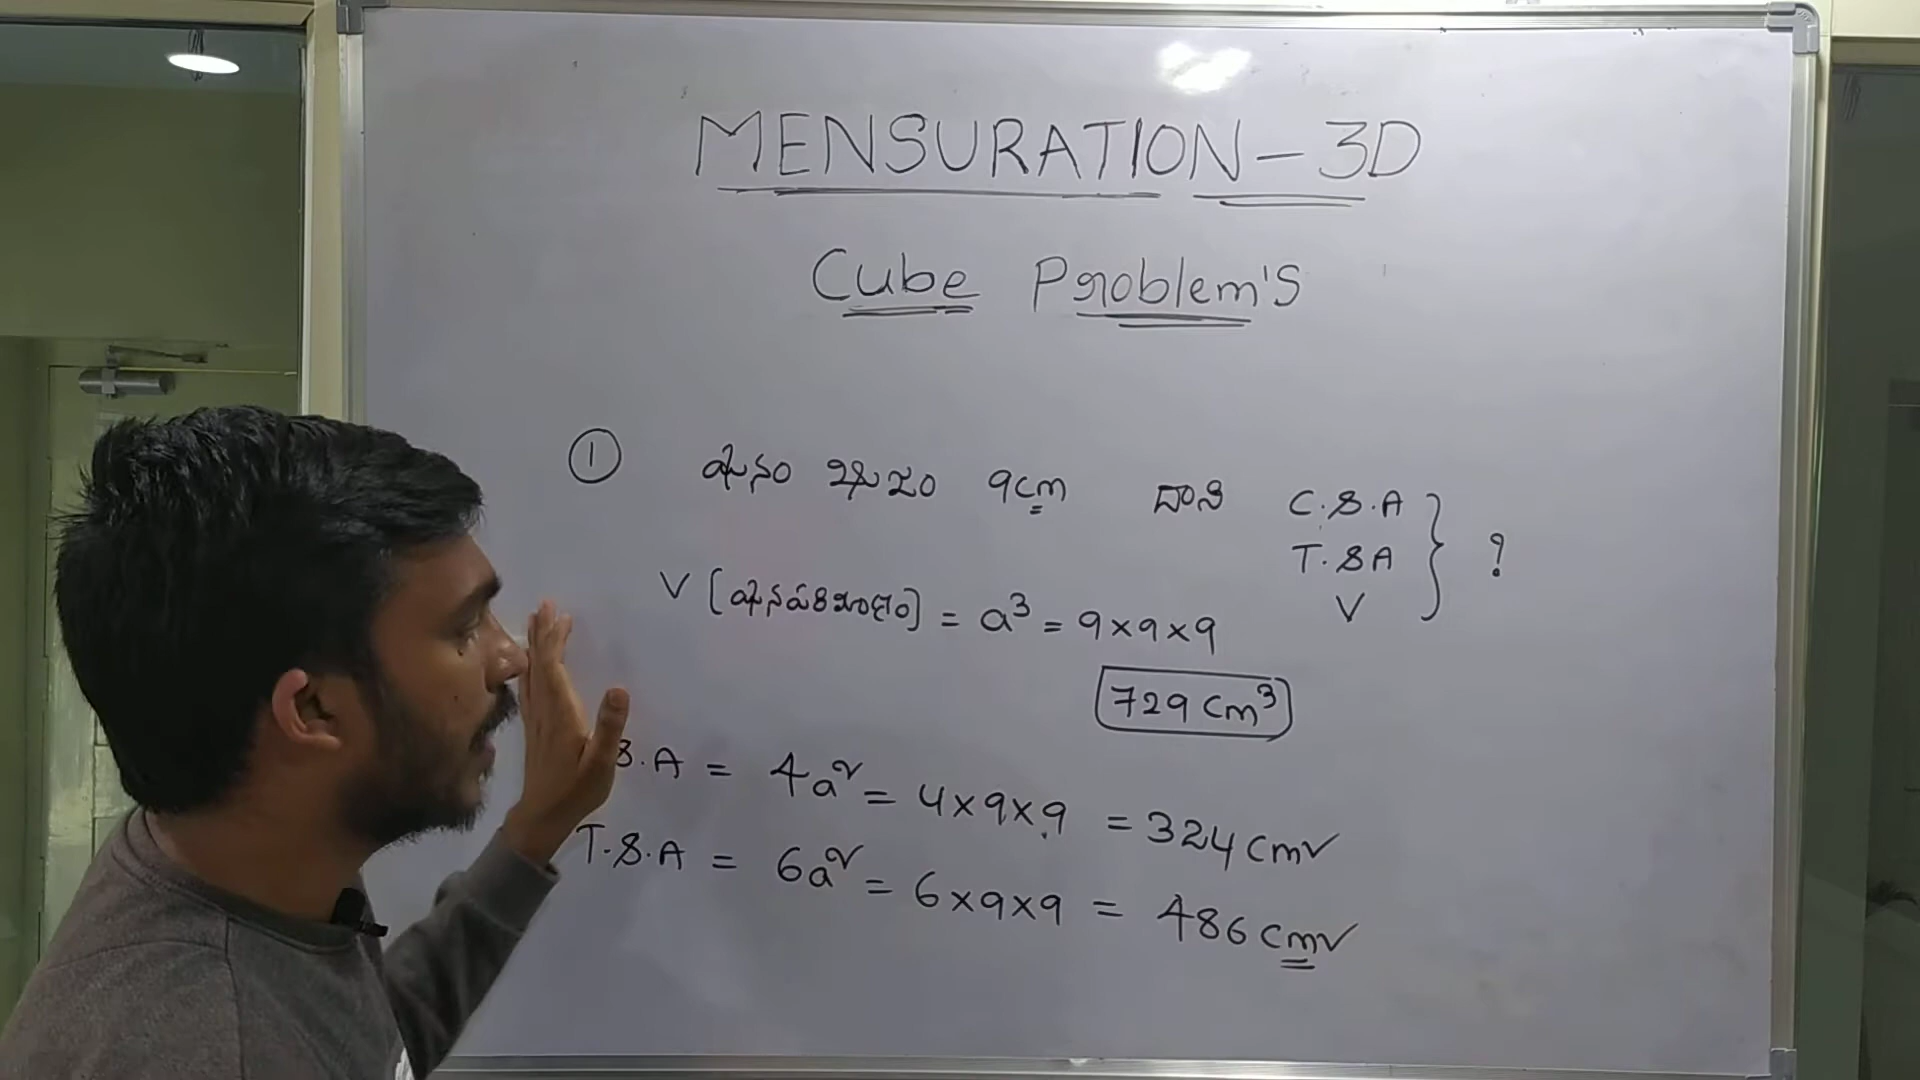 MENSURATION - 3D
Cube Problem's
① ఘనం భుజం 9cm దాని C.S.A
T.SA } ?
V
V [ఘనపరిమాణం] = a³ = 9×9×9
729 cm³
S.A = 4a² = 4×9×9 = 324 cm²
T.S.A = 6a² = 6×9×9 = 486 cm²